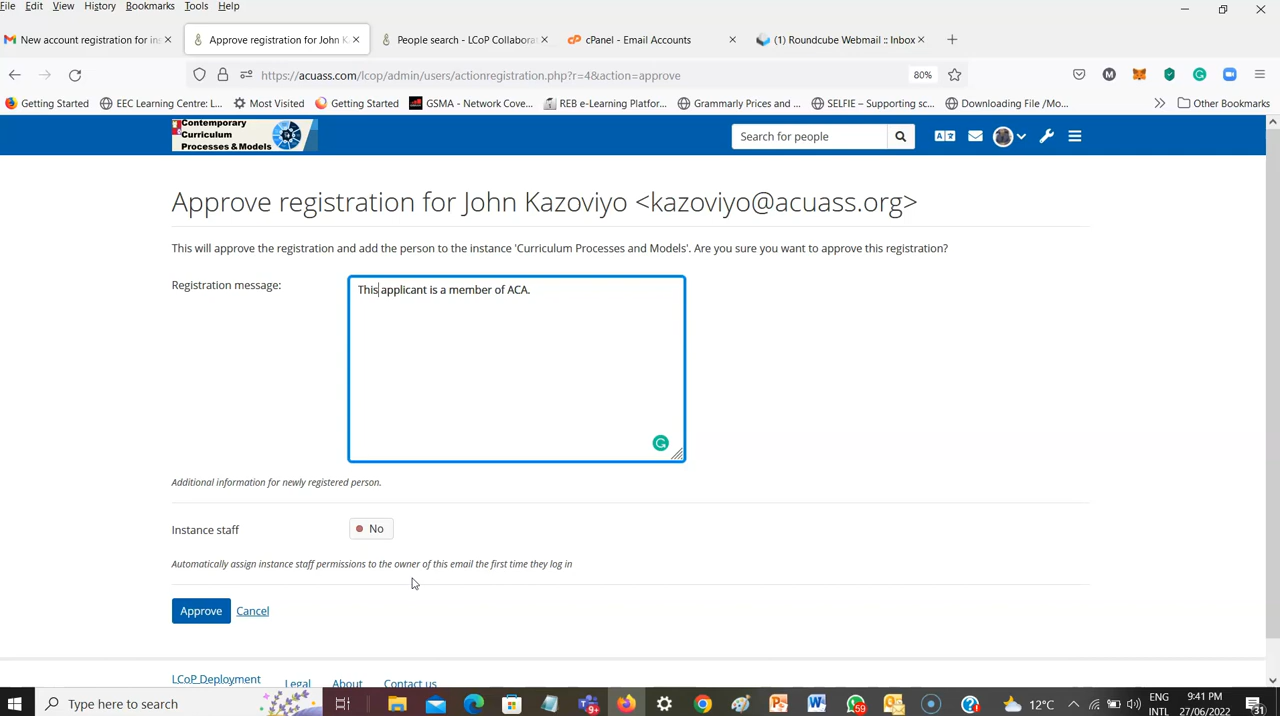 File Edit View History Bookmarks Tools Help
New account registration for ins
Approve registration for John K
People search - LCoP Collabora
cPanel - Email Accounts
(1) Roundcube Webmail :: Inbox
https://acuass.com/lcop/admin/users/actionregistration.php?r=4&action=approve
80%
Getting Started
EEC Learning Centre: L...
Most Visited
Getting Started
GSMA - Network Cove...
REB e-Learning Platfor...
Grammarly Prices and ...
SELFIE – Supporting sc...
Downloading File /Mo...
Other Bookmarks
Contemporary
Curriculum
Processes & Models
Search for people
Approve registration for John Kazoviyo <kazoviyo@acuass.org>
This will approve the registration and add the person to the instance 'Curriculum Processes and Models'. Are you sure you want to approve this registration?
Registration message:
This applicant is a member of ACA.
Additional information for newly registered person.
Instance staff
No
Automatically assign instance staff permissions to the owner of this email the first time they log in
Approve Cancel
LCoP Deployment
Legal About Contact us
Type here to search
9+
59
12°C
ENG
INTL
9:41 PM
27/06/2022
31